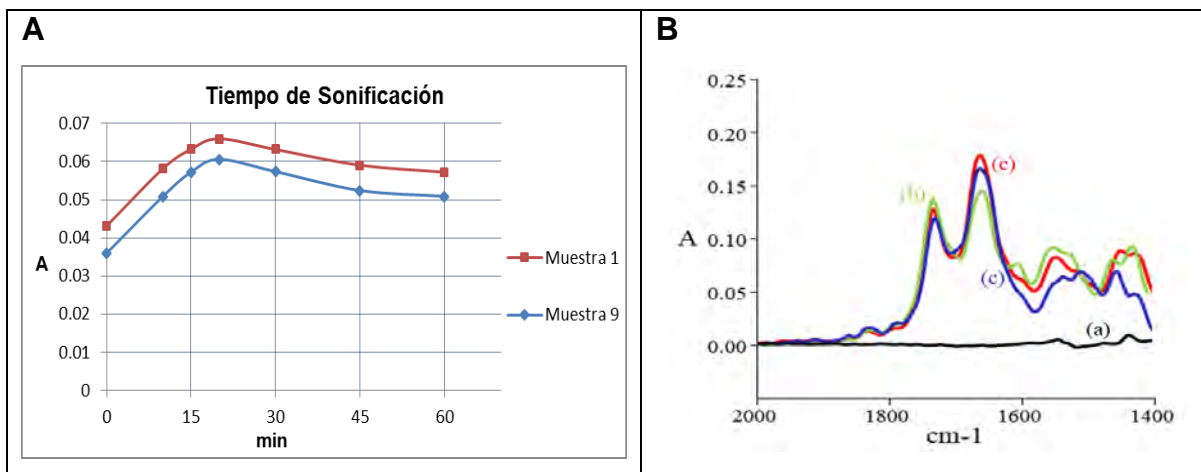 A
Tiempo de Sonificación
0.07
0.06
0.05
0.04
0.03
0.02
0.01
0
A
0 15 30 45 60
min
Muestra 1
Muestra 9
B
0.25
0.20
0.15
0.10
0.05
0.00
A
(b)
(c)
(c)
(a)
2000 1800 1600 1400
cm-1